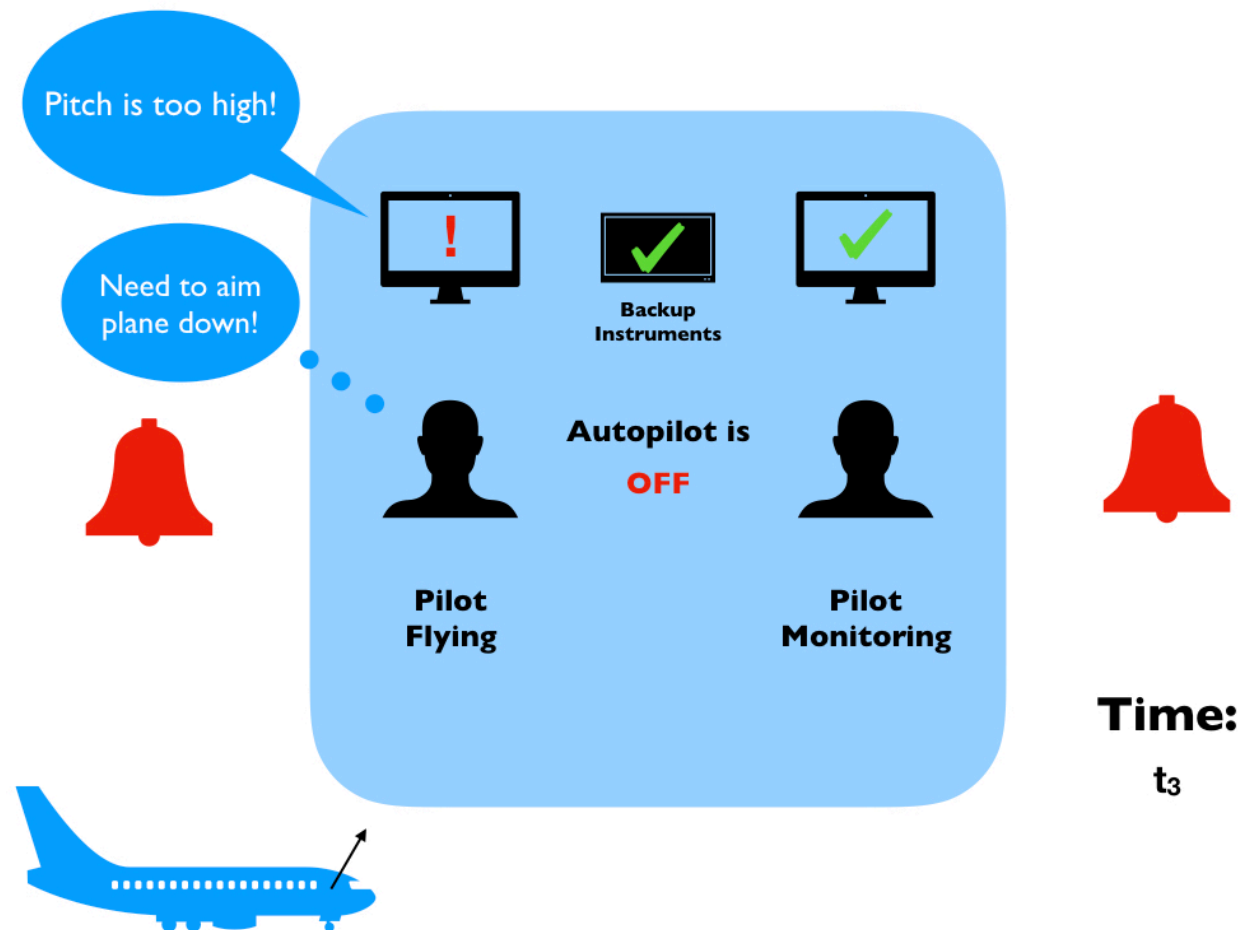 Pitch is too high!
Need to aim
plane down!
!
Backup
Instruments
Autopilot is
OFF
Pilot
Flying
Pilot
Monitoring
Time:
t₃